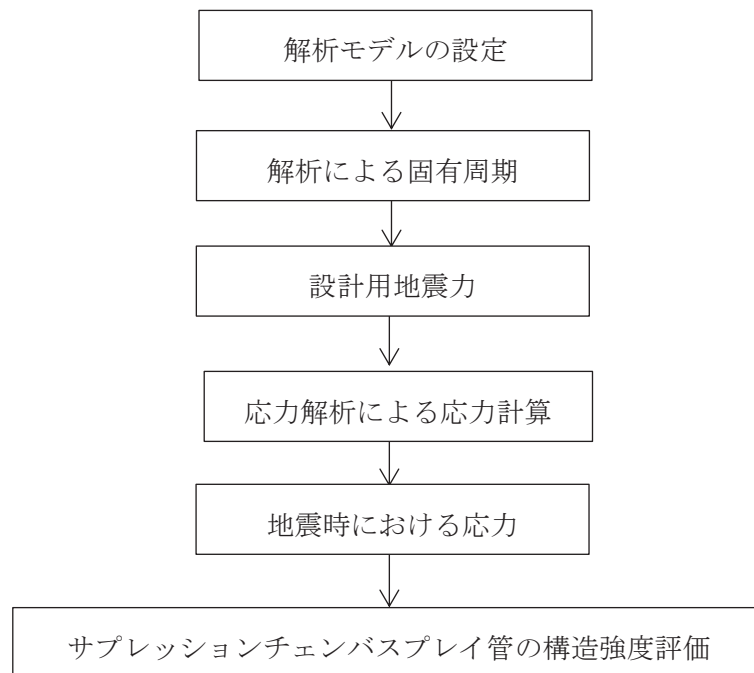 解析モデルの設定
解析による固有周期
設計用地震力
応力解析による応力計算
地震時における応力
サプレッションチェンバスプレイ管の構造強度評価